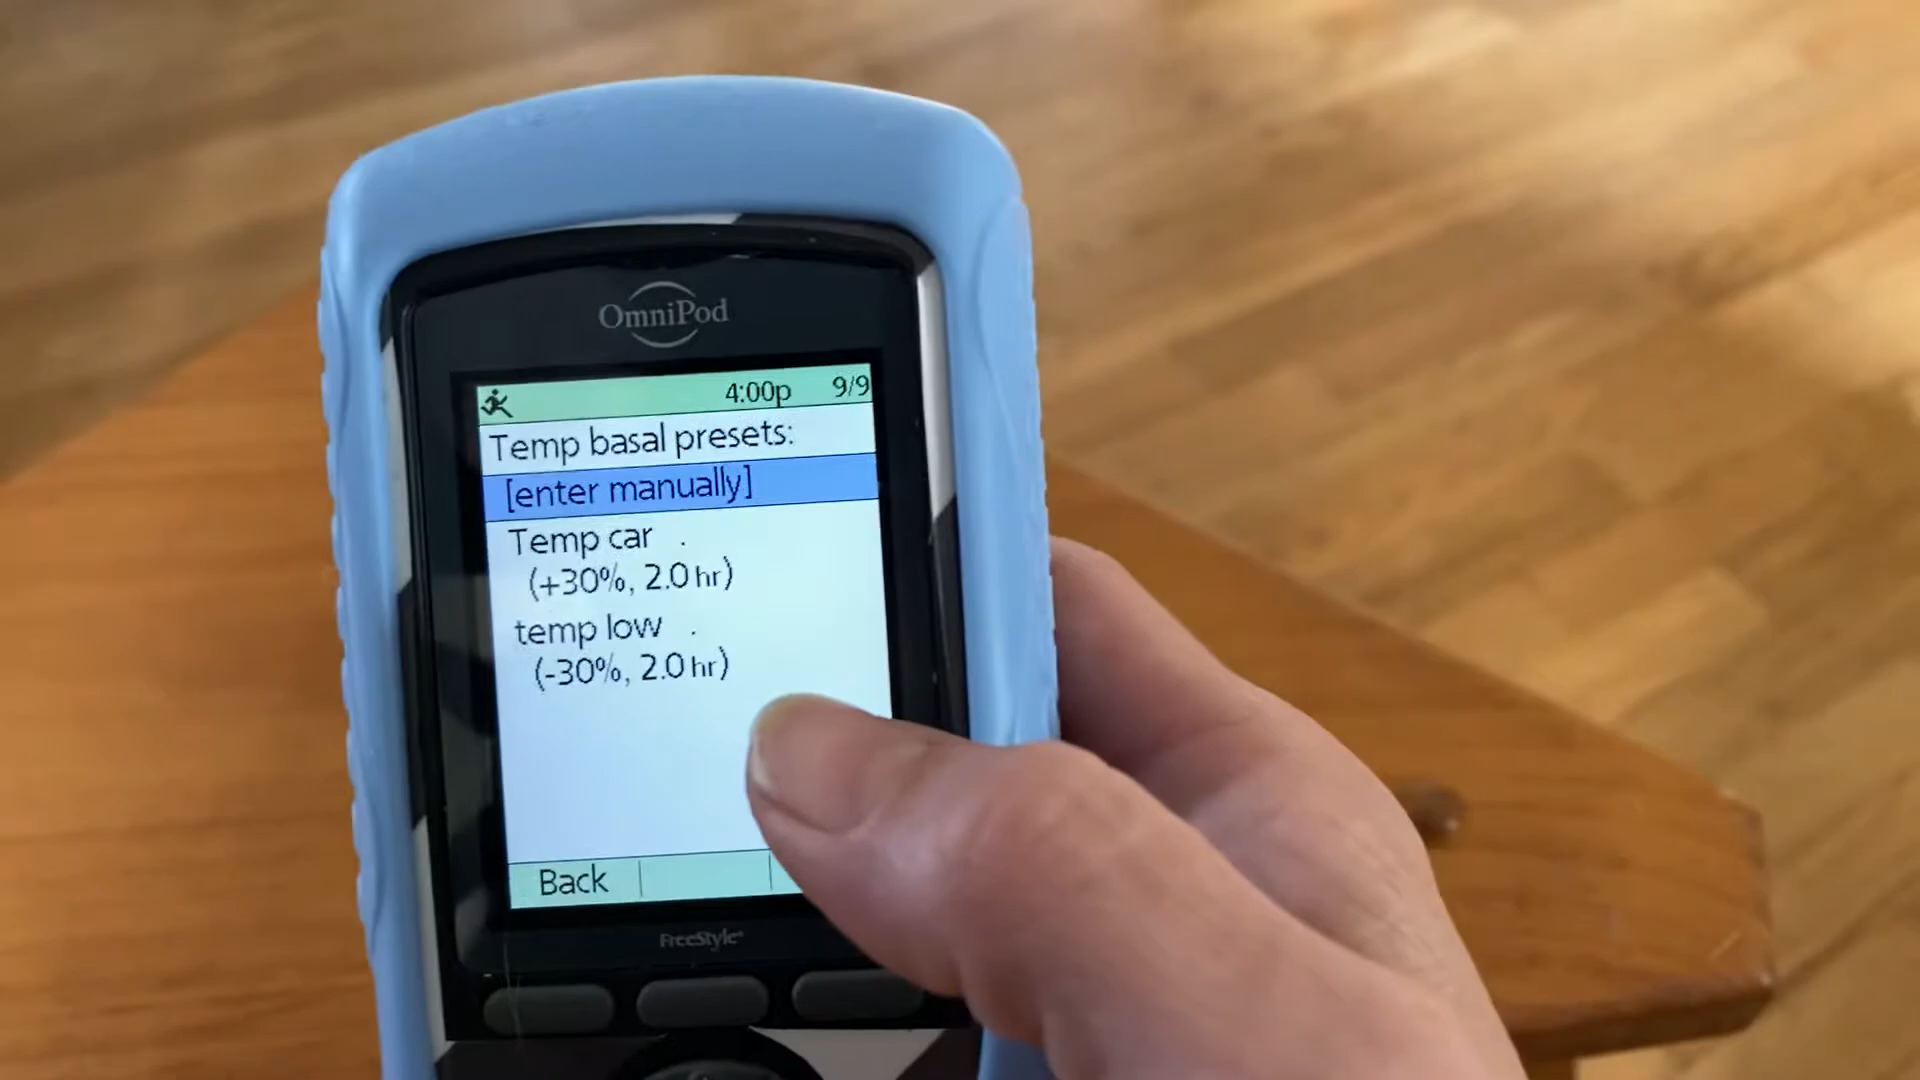 OmniPod
4:00p 9/9
Temp basal presets:
[enter manually]
Temp car
(+30%, 2.0 hr)
temp low
(-30%, 2.0 hr)
Back
FreeStyle